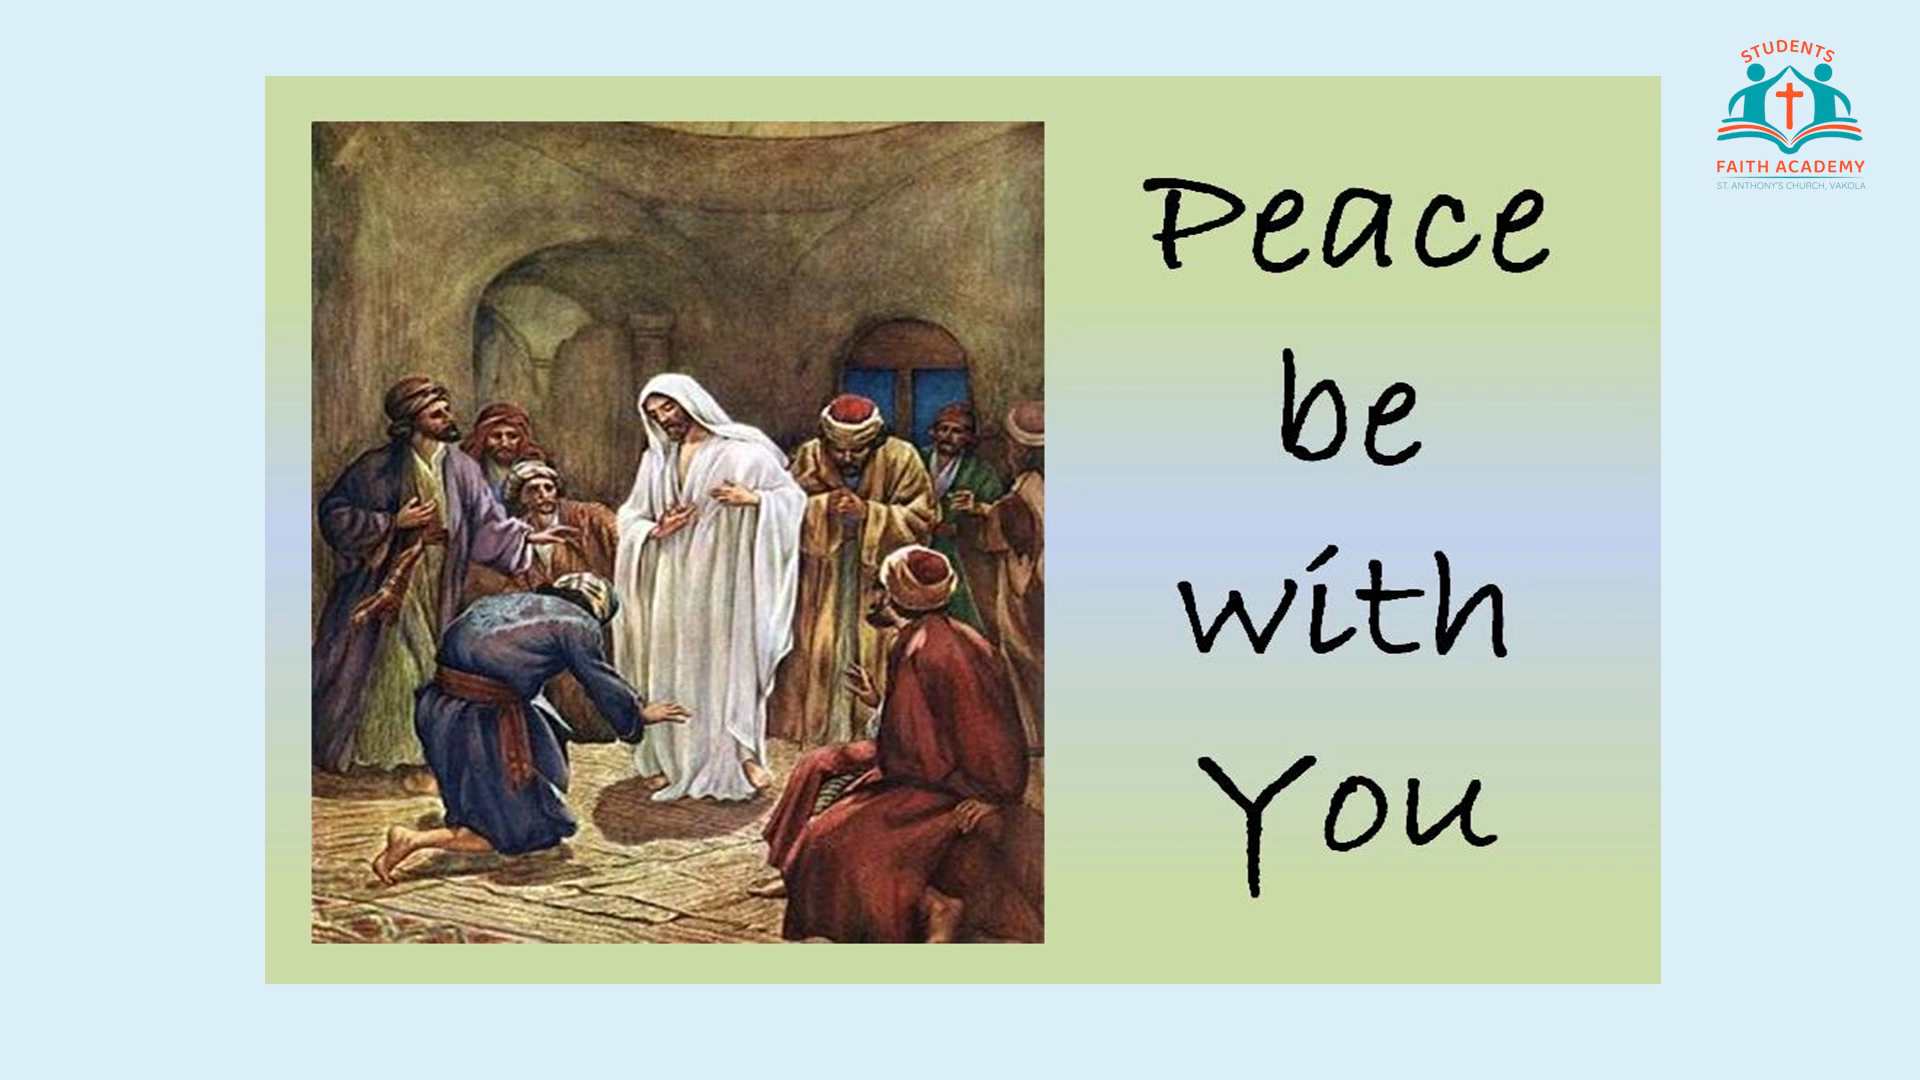 STUDENTS
FAITH ACADEMY
ST. ANTHONY'S CHURCH, VAKOLA
Peace
be
with
You